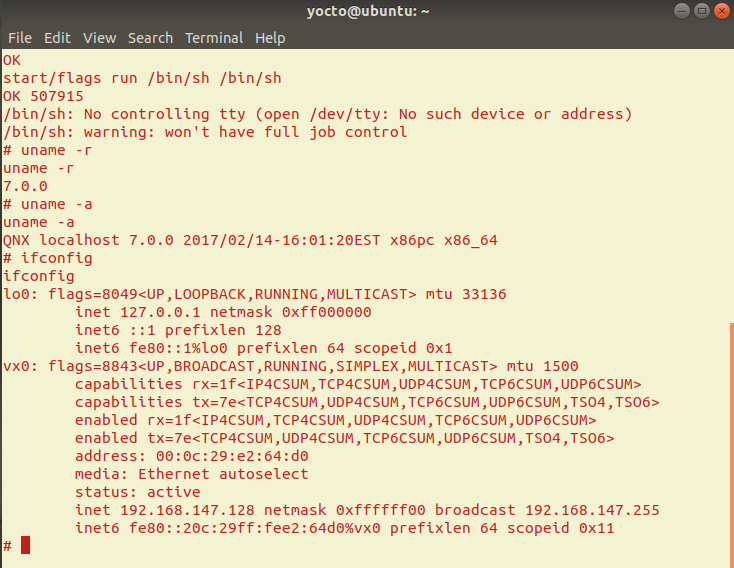 yocto@ubuntu: ~
File Edit View Search Terminal Help
OK
start/flags run /bin/sh /bin/sh
OK 507915
/bin/sh: No controlling tty (open /dev/tty: No such device or address)
/bin/sh: warning: won't have full job control
# uname -r
uname -r
7.0.0
# uname -a
uname -a
QNX localhost 7.0.0 2017/02/14-16:01:20EST x86pc x86_64
# ifconfig
ifconfig
lo0: flags=8049<UP,LOOPBACK,RUNNING,MULTICAST> mtu 33136
        inet 127.0.0.1 netmask 0xff000000
        inet6 ::1 prefixlen 128
        inet6 fe80::1%lo0 prefixlen 64 scopeid 0x1
vx0: flags=8843<UP,BROADCAST,RUNNING,SIMPLEX,MULTICAST> mtu 1500
        capabilities rx=1f<IP4CSUM,TCP4CSUM,UDP4CSUM,TCP6CSUM,UDP6CSUM>
        capabilities tx=7e<TCP4CSUM,UDP4CSUM,TCP6CSUM,UDP6CSUM,TSO4,TSO6>
        enabled rx=1f<IP4CSUM,TCP4CSUM,UDP4CSUM,TCP6CSUM,UDP6CSUM>
        enabled tx=7e<TCP4CSUM,UDP4CSUM,TCP6CSUM,UDP6CSUM,TSO4,TSO6>
        address: 00:0c:29:e2:64:d0
        media: Ethernet autoselect
        status: active
        inet 192.168.147.128 netmask 0xffffff00 broadcast 192.168.147.255
        inet6 fe80::20c:29ff:fee2:64d0%vx0 prefixlen 64 scopeid 0x11
#